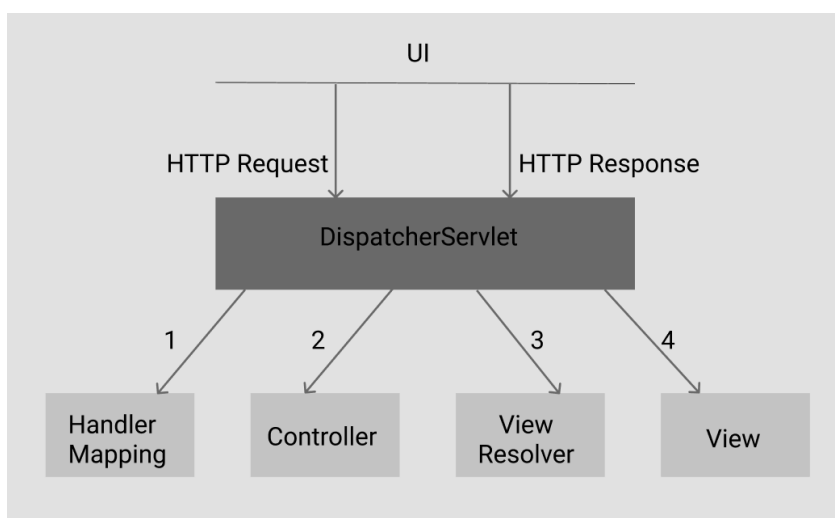 UI
HTTP Request
HTTP Response
DispatcherServlet
1
2
3
4
Handler
Mapping
Controller
View
Resolver
View